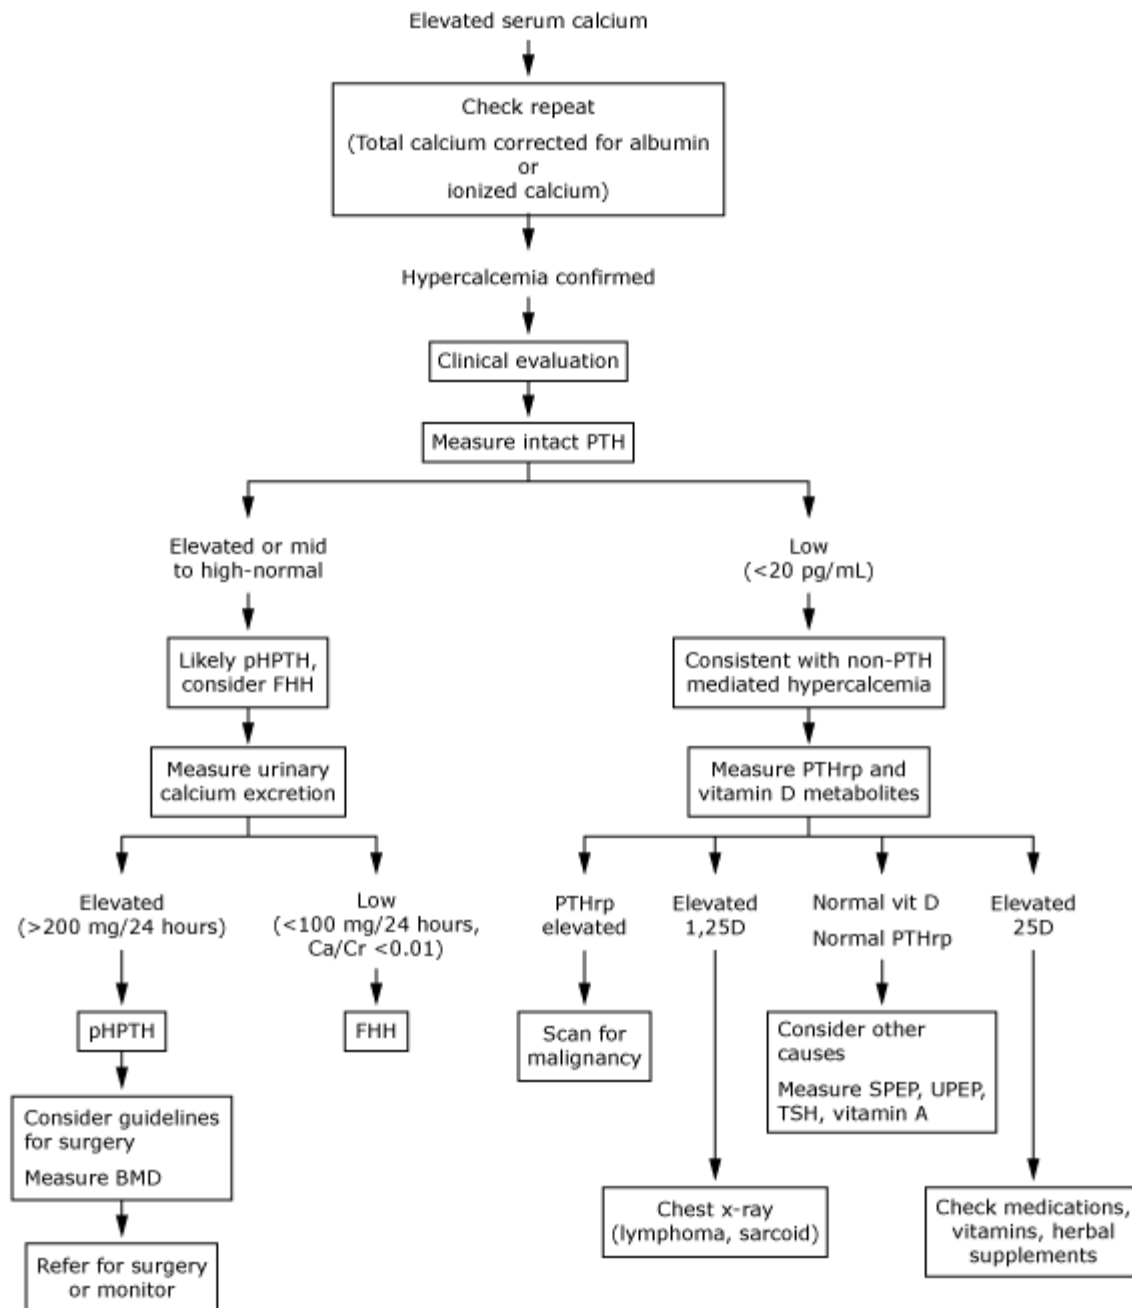 Elevated serum calcium
Check repeat
(Total calcium corrected for albumin
or
ionized calcium)
Hypercalcemia confirmed
Clinical evaluation
Measure intact PTH
Elevated or mid
to high-normal
Low
(<20 pg/mL)
Likely pHPTH,
consider FHH
Consistent with non-PTH
mediated hypercalcemia
Measure urinary
calcium excretion
Measure PTHrp and
vitamin D metabolites
Elevated
(>200 mg/24 hours)
Low
(<100 mg/24 hours,
Ca/Cr <0.01)
PTHrp
elevated
Elevated
1,25D
Normal vit D
Normal PTHrp
Elevated
25D
pHPTH
FHH
Scan for
malignancy
Consider other
causes
Measure SPEP, UPEP,
TSH, vitamin A
Consider guidelines
for surgery
Measure BMD
Chest x-ray
(lymphoma, sarcoid)
Check medications,
vitamins, herbal
supplements
Refer for surgery
or monitor